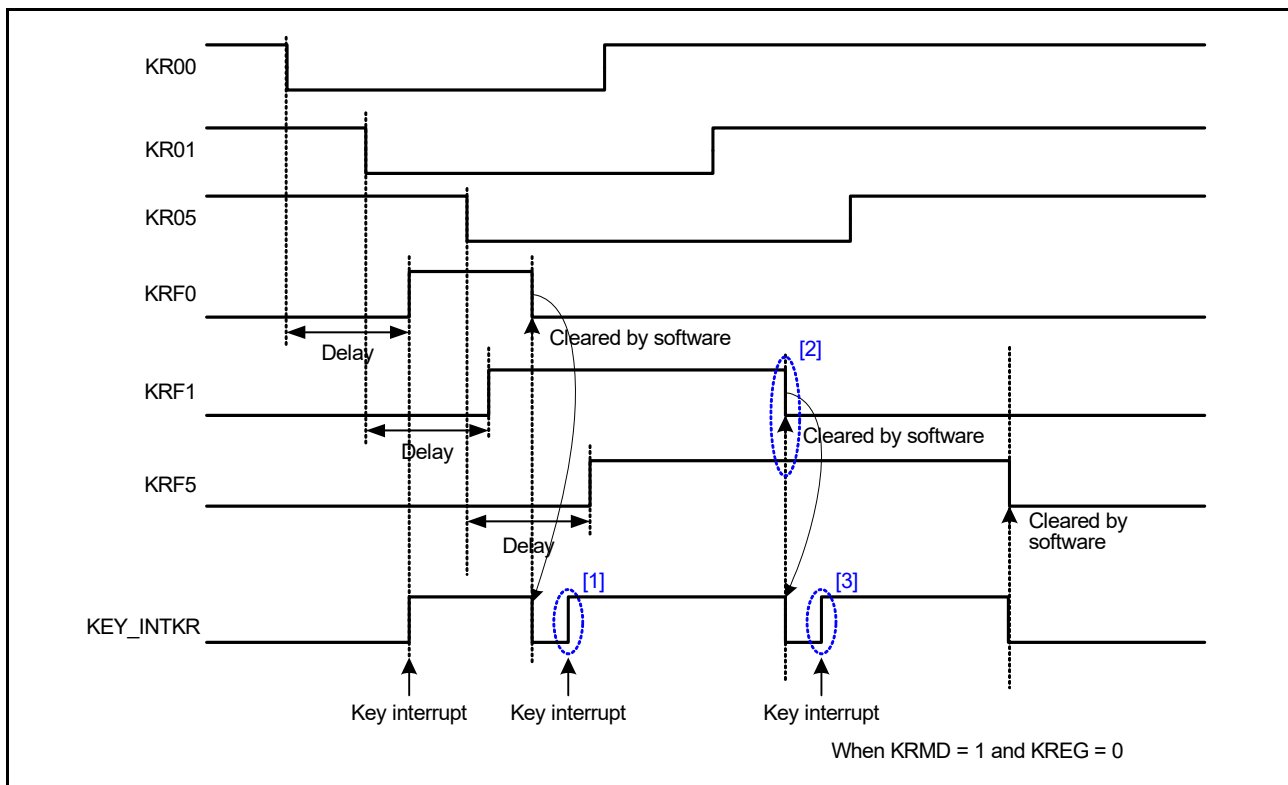 KR00
KR01
KR05
KRF0
Cleared by software
Delay
[2]
KRF1
Cleared by software
Delay
KRF5
Cleared by
software
Delay
[1]
[3]
KEY_INTKR
Key interrupt
Key interrupt
Key interrupt
When KRMD = 1 and KREG = 0